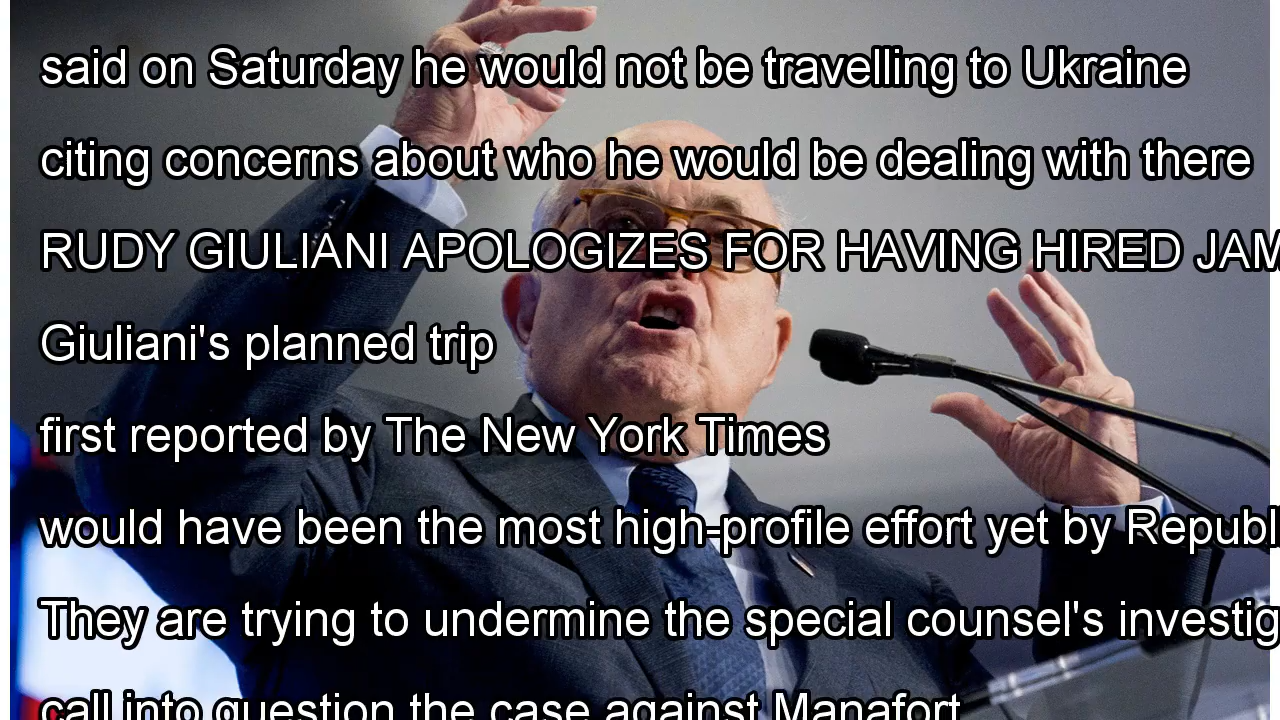 said on Saturday he would not be travelling to Ukraine
citing concerns about who he would be dealing with there
RUDY GIULIANI APOLOGIZES FOR HAVING HIRED
Giuliani's planned trip
first reported by The New York Times
would have been the most high-profile effort yet by
They are trying to undermine the special counsel's
call into question the case against Manafort